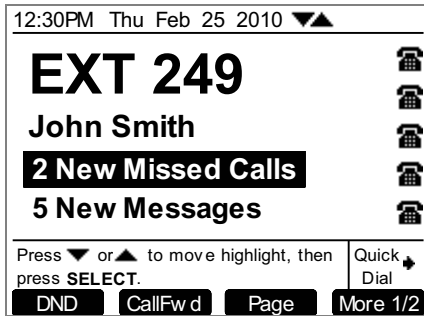 12:30PM Thu Feb 25 2010 ▼▲
EXT 249
John Smith
2 New Missed Calls
5 New Messages
Press ▼ or ▲ to move highlight, then
press SELECT.
Quick
Dial
DND CallFwd Page More 1/2